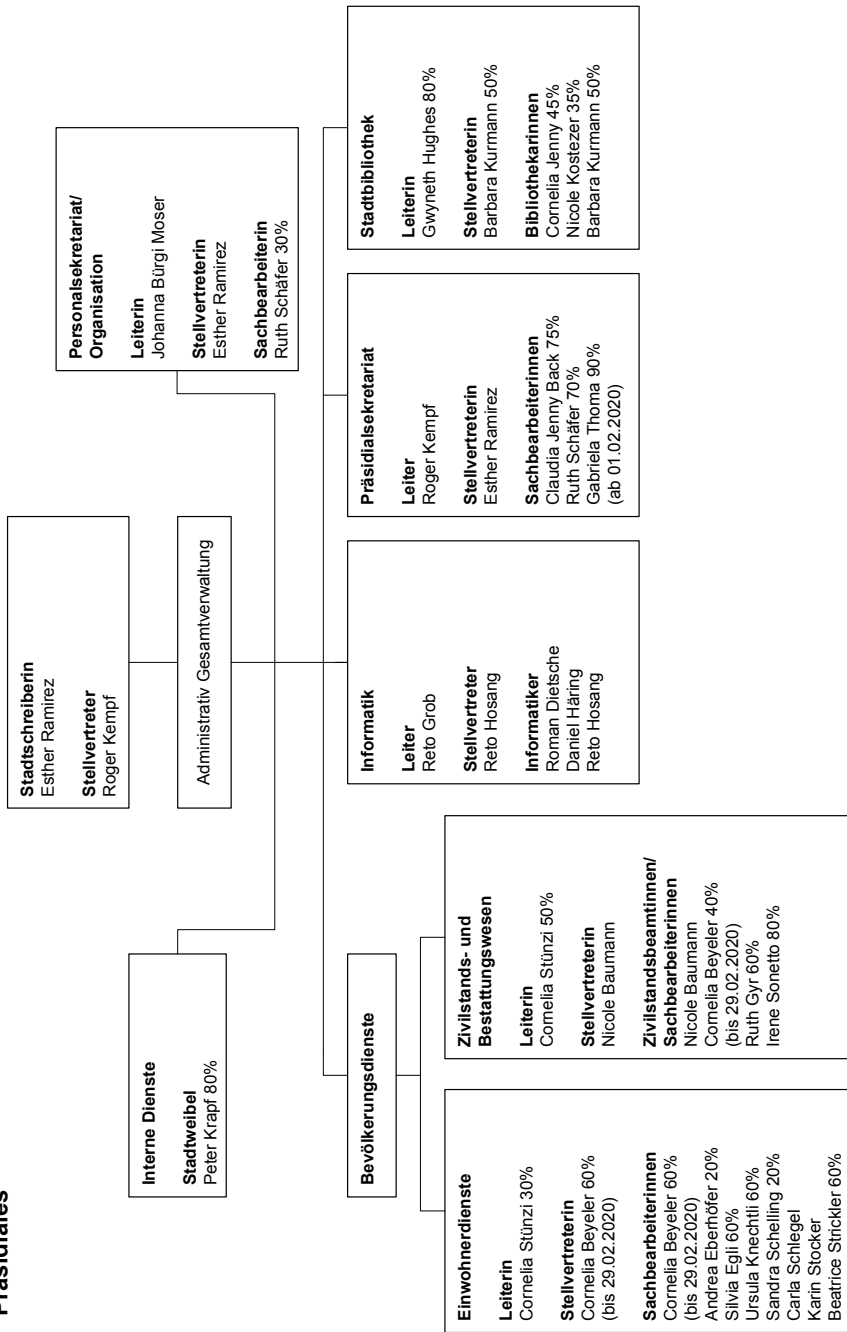 Präsidiales
Stadtschreiberin
Esther Ramirez
Stellvertreter
Roger Kempf
Administrativ Gesamtverwaltung
Interne Dienste
Stadtweibel
Peter Krapf 80%
Personalsekretariat/
Organisation
Leiterin
Johanna Bürgi Moser
Stellvertreterin
Esther Ramirez
Sachbearbeiterin
Ruth Schäfer 30%
Bevölkerungsdienste
Informatik
Leiter
Reto Grob
Stellvertreter
Reto Hosang
Informatiker
Roman Dietsche
Daniel Häring
Reto Hosang
Präsidialsekretariat
Leiter
Roger Kempf
Stellvertreterin
Esther Ramirez
Sachbearbeiterinnen
Claudia Jenny Back 75%
Ruth Schäfer 70%
Gabriela Thoma 90%
(ab 01.02.2020)
Stadtbibliothek
Leiterin
Gwyneth Hughes 80%
Stellvertreterin
Barbara Kurmann 50%
Bibliothekarinnen
Cornelia Jenny 45%
Nicole Kostezer 35%
Barbara Kurmann 50%
Einwohnerdienste
Leiterin
Cornelia Stünzi 30%
Stellvertreterin
Cornelia Beyeler 60%
(bis 29.02.2020)
Sachbearbeiterinnen
Cornelia Beyeler 60%
(bis 29.02.2020)
Andrea Eberhöfer 20%
Silvia Egli 60%
Ursula Knechtli 60%
Sandra Schelling 20%
Carla Schlegel
Karin Stocker
Beatrice Strickler 60%
Zivilstands- und
Bestattungswesen
Leiterin
Cornelia Stünzi 50%
Stellvertreterin
Nicole Baumann
Zivilstandsbeamtinnen/
Sachbearbeiterinnen
Nicole Baumann
Cornelia Beyeler 40%
(bis 29.02.2020)
Ruth Gyr 60%
Irene Sonetto 80%